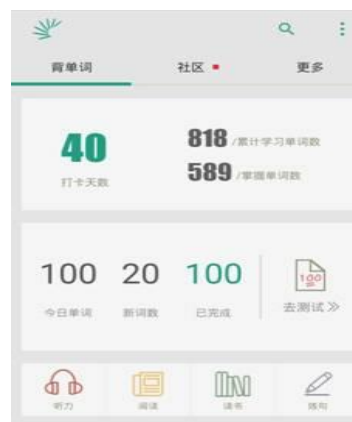 背单词 社区 更多
40
打卡天数
818 /累计学习单词数
589 /掌握单词数
100 20 100
今日单词 新词数 已完成 去测试》
100
听力 阅读 读书 练句